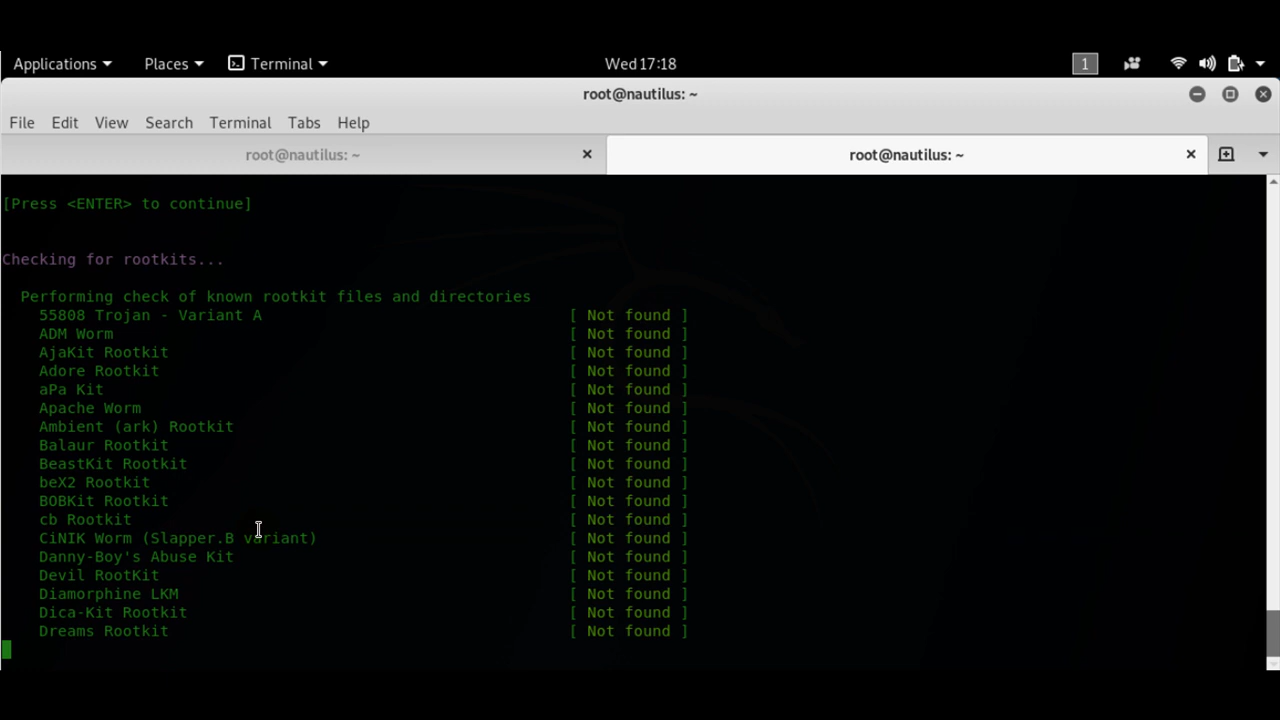 Applications Places Terminal Wed 17:18 1
root@nautilus: ~
File Edit View Search Terminal Tabs Help
root@nautilus: ~ root@nautilus: ~
[Press <ENTER> to continue]
Checking for rootkits...
Performing check of known rootkit files and directories
55808 Trojan - Variant A [ Not found ]
ADM Worm [ Not found ]
AjaKit Rootkit [ Not found ]
Adore Rootkit [ Not found ]
aPa Kit [ Not found ]
Apache Worm [ Not found ]
Ambient (ark) Rootkit [ Not found ]
Balaur Rootkit [ Not found ]
BeastKit Rootkit [ Not found ]
beX2 Rootkit [ Not found ]
BOBKit Rootkit [ Not found ]
cb Rootkit [ Not found ]
CiNIK Worm (Slapper.B variant) [ Not found ]
Danny-Boy's Abuse Kit [ Not found ]
Devil RootKit [ Not found ]
Diamorphine LKM [ Not found ]
Dica-Kit Rootkit [ Not found ]
Dreams Rootkit [ Not found ]